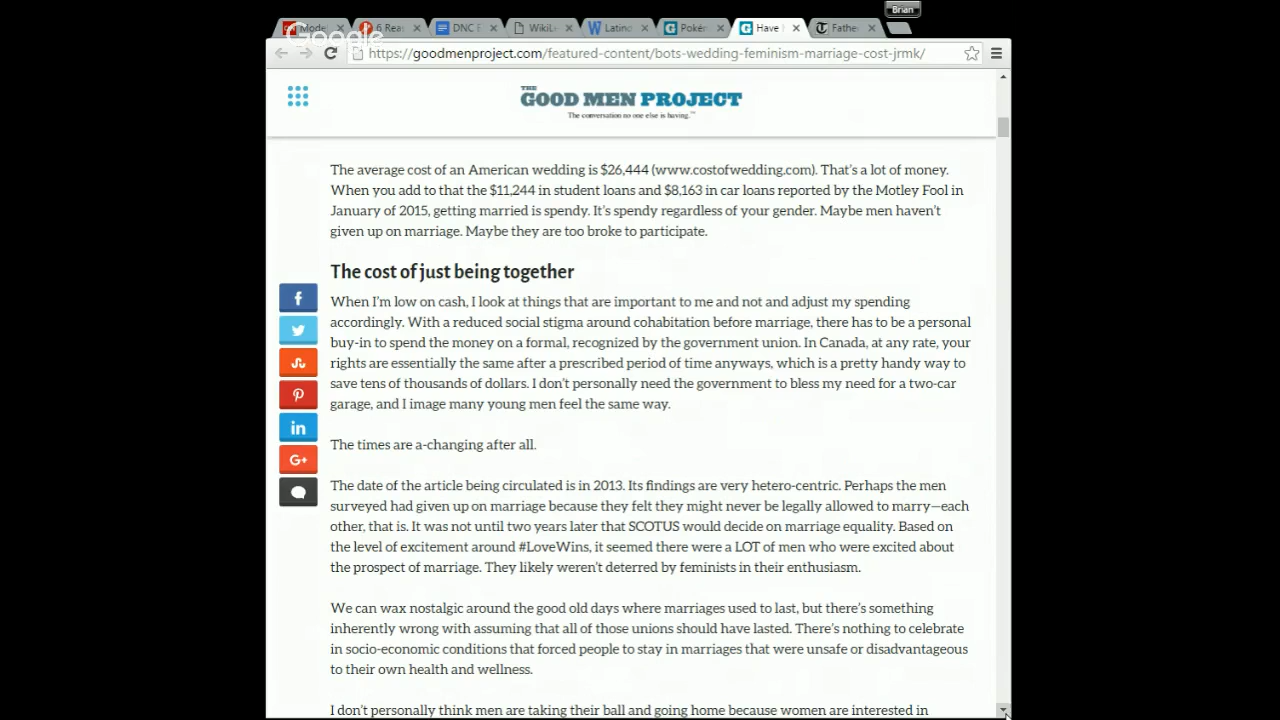 Brian
Mode
6 Rea
DNC E
WikiL
Latino
Pokér
Have
Fathe
Google
https://goodmenproject.com/featured-content/bots-wedding-feminism-marriage-cost-jrmk/
THE
GOOD MEN PROJECT
The conversation no one else is having.™
The average cost of an American wedding is $26,444 (www.costofwedding.com). That's a lot of money.
When you add to that the $11,244 in student loans and $8,163 in car loans reported by the Motley Fool in
January of 2015, getting married is spendy. It's spendy regardless of your gender. Maybe men haven't
given up on marriage. Maybe they are too broke to participate.
The cost of just being together
When I'm low on cash, I look at things that are important to me and not and adjust my spending
accordingly. With a reduced social stigma around cohabitation before marriage, there has to be a personal
buy-in to spend the money on a formal, recognized by the government union. In Canada, at any rate, your
rights are essentially the same after a prescribed period of time anyways, which is a pretty handy way to
save tens of thousands of dollars. I don't personally need the government to bless my need for a two-car
garage, and I image many young men feel the same way.
The times are a-changing after all.
The date of the article being circulated is in 2013. Its findings are very hetero-centric. Perhaps the men
surveyed had given up on marriage because they felt they might never be legally allowed to marry—each
other, that is. It was not until two years later that SCOTUS would decide on marriage equality. Based on
the level of excitement around #LoveWins, it seemed there were a LOT of men who were excited about
the prospect of marriage. They likely weren't deterred by feminists in their enthusiasm.
We can wax nostalgic around the good old days where marriages used to last, but there's something
inherently wrong with assuming that all of those unions should have lasted. There's nothing to celebrate
in socio-economic conditions that forced people to stay in marriages that were unsafe or disadvantageous
to their own health and wellness.
I don't personally think men are taking their ball and going home because women are interested in